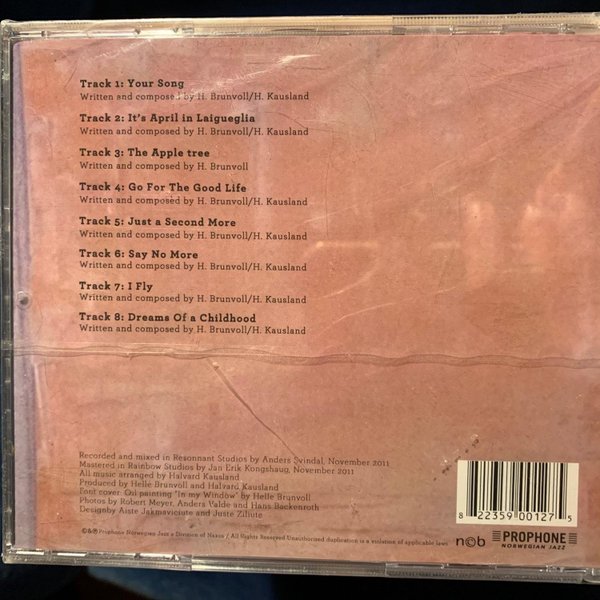 Track 1: Your Song
Written and composed by H. Brunvoll/H. Kausland
Track 2: It's April in Laigueglia
Written and composed by H. Brunvoll/H. Kausland
Track 3: The Apple tree
Written and composed by H. Brunvoll
Track 4: Go For The Good Life
Written and composed by H. Brunvoll/H. Kausland
Track 5: Just a Second More
Written and composed by H. Brunvoll/H. Kausland
Track 6: Say No More
Written and composed by H. Brunvoll/H. Kausland
Track 7: I Fly
Written and composed by H. Brunvoll/H. Kausland
Track 8: Dreams Of a Childhood
Written and composed by H. Brunvoll/H. Kausland
Recorded and mixed in Resonnant Studios by Anders Svindal, November 2011
Mastered in Rainbow Studios by Jan Erik Kongshaug, November 2011
All music arranged by Halvard Kausland
Produced by Helle Brunvoll and Halvard Kausland
Front cover: Oil painting "In my Window" by Helle Brunvoll
Photos by Robert Meyer, Anders Valde and Hans Backenroth
Designby Aiste Jakmaviciute and Juste Ziliute
©&℗ Prophone Norwegian Jazz a Division of Naxos / All Rights Reserved Unauthorized duplication is a violation of applicable laws
n©b
PROPHONE
NORWEGIAN JAZZ
8 22359 00127 5